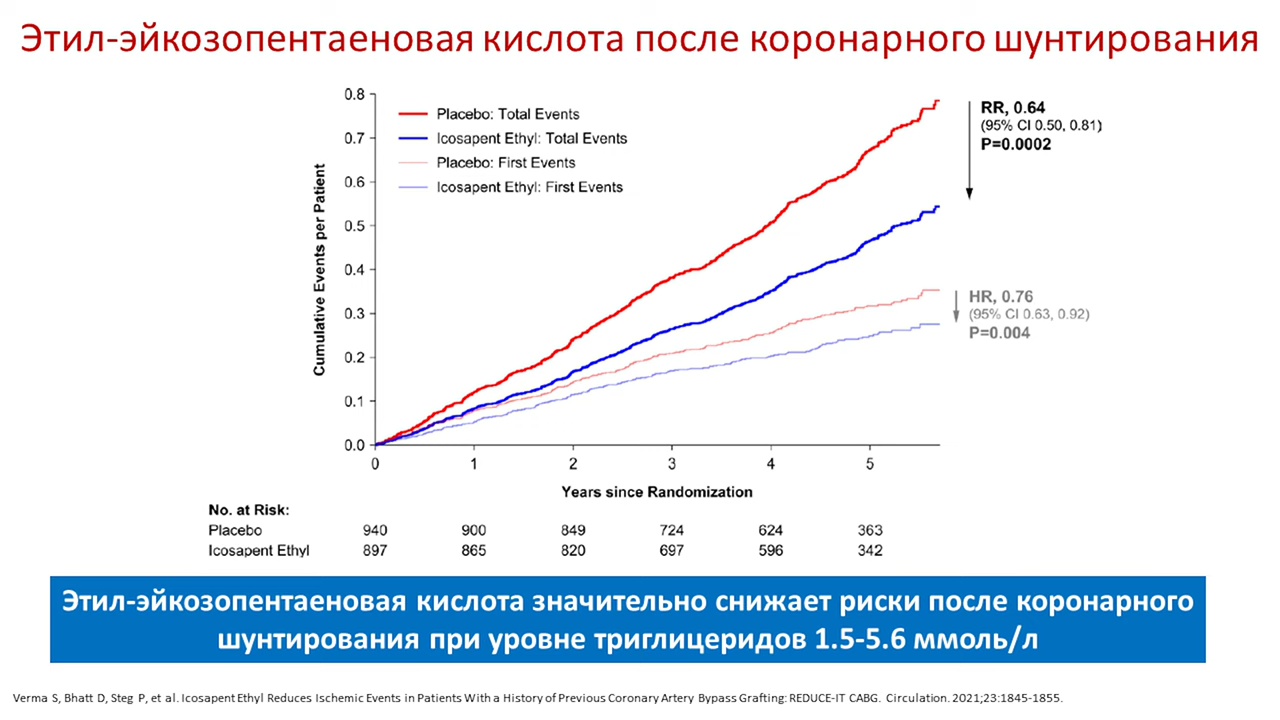 Этил-эйкозопентаеновая кислота после коронарного шунтирования
0.8
0.7
0.6
0.5
0.4
0.3
0.2
0.1
0.0
Cumulative Events per Patient
Placebo: Total Events
Icosapent Ethyl: Total Events
Placebo: First Events
Icosapent Ethyl: First Events
RR, 0.64
(95% CI 0.50, 0.81)
P=0.0002
HR, 0.76
(95% CI 0.63, 0.92)
P=0.004
0 1 2 3 4 5
Years since Randomization
No. at Risk:
Placebo 940 900 849 724 624 363
Icosapent Ethyl 897 865 820 697 596 342
Этил-эйкозопентаеновая кислота значительно снижает риски после коронарного
шунтирования при уровне триглицеридов 1.5-5.6 ммоль/л
Verma S, Bhatt D, Steg P, et al. Icosapent Ethyl Reduces Ischemic Events in Patients With a History of Previous Coronary Artery Bypass Grafting: REDUCE-IT CABG. Circulation. 2021;23:1845-1855.